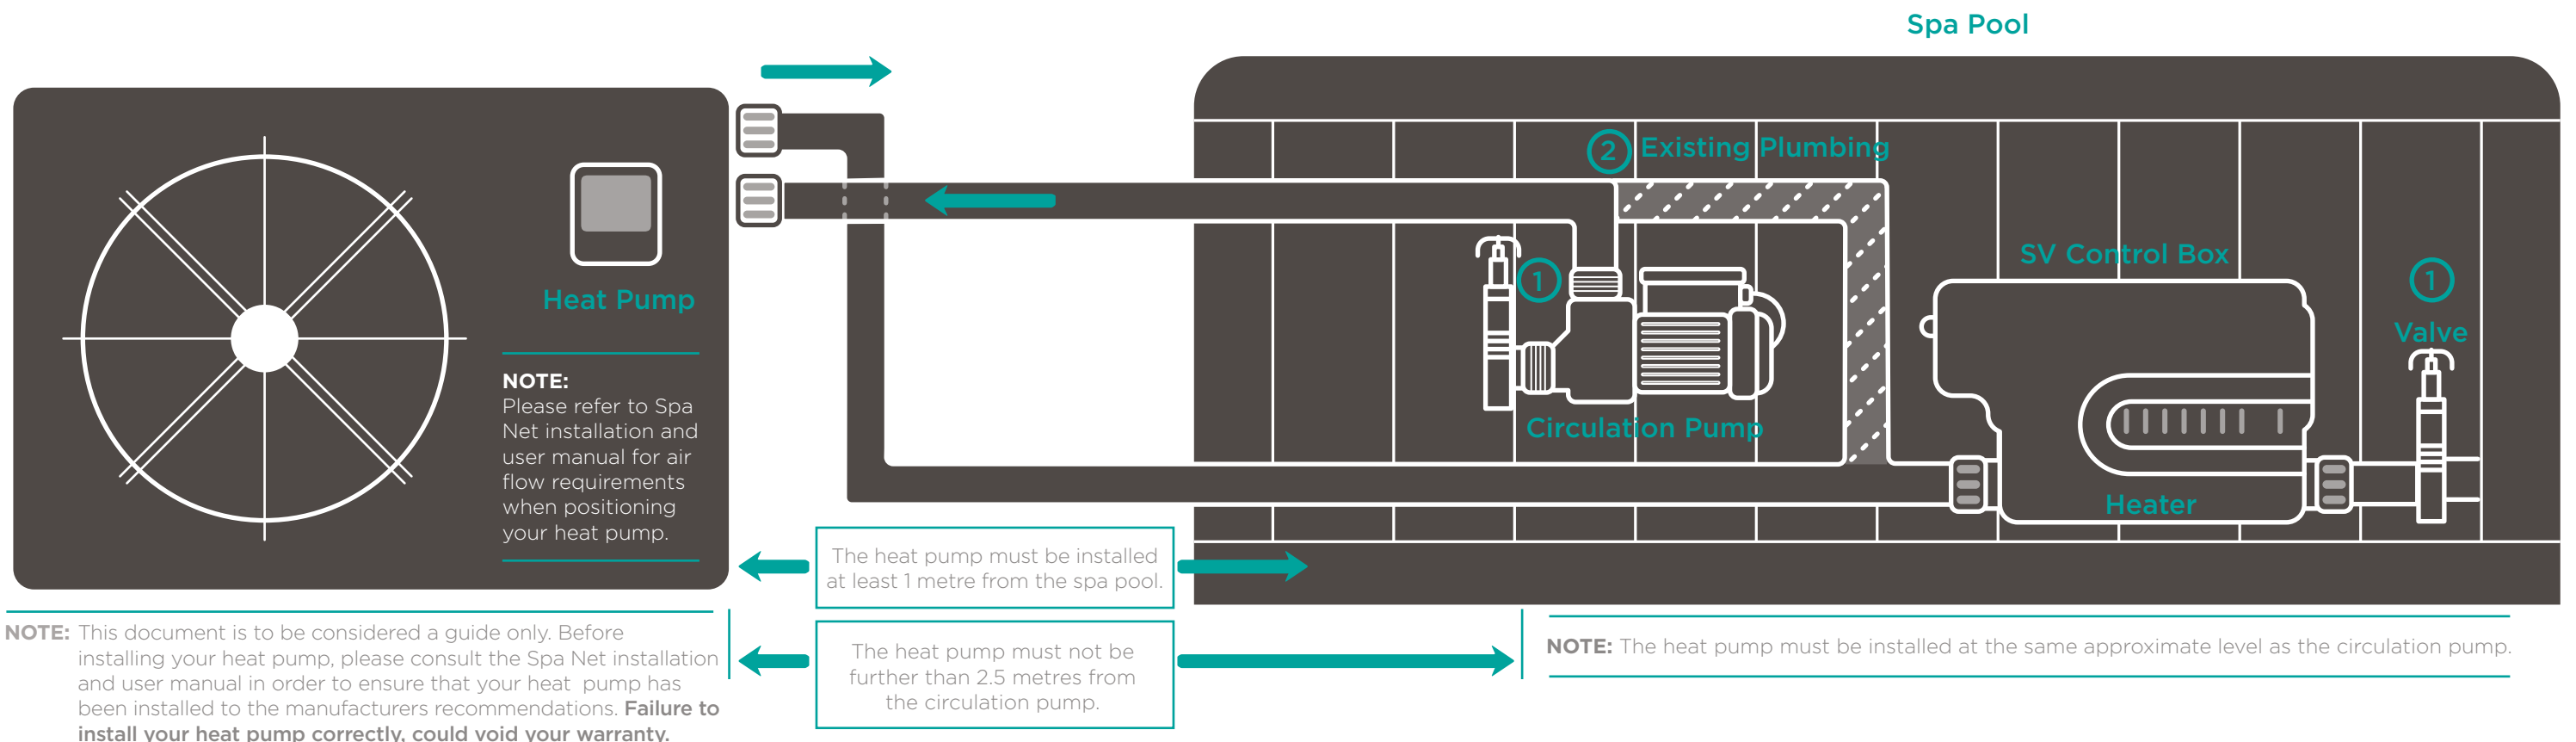 Spa Pool
2 Existing Plumbing
1
SV Control Box
1
Valve
Heat Pump
Circulation Pump
Heater
NOTE:
Please refer to Spa
Net installation and
user manual for air
flow requirements
when positioning
your heat pump.
The heat pump must be installed
at least 1 metre from the spa pool.
The heat pump must not be
further than 2.5 metres from
the circulation pump.
NOTE: This document is to be considered a guide only. Before
installing your heat pump, please consult the Spa Net installation
and user manual in order to ensure that your heat pump has
been installed to the manufacturers recommendations. Failure to
install your heat pump correctly, could void your warranty.
NOTE: The heat pump must be installed at the same approximate level as the circulation pump.